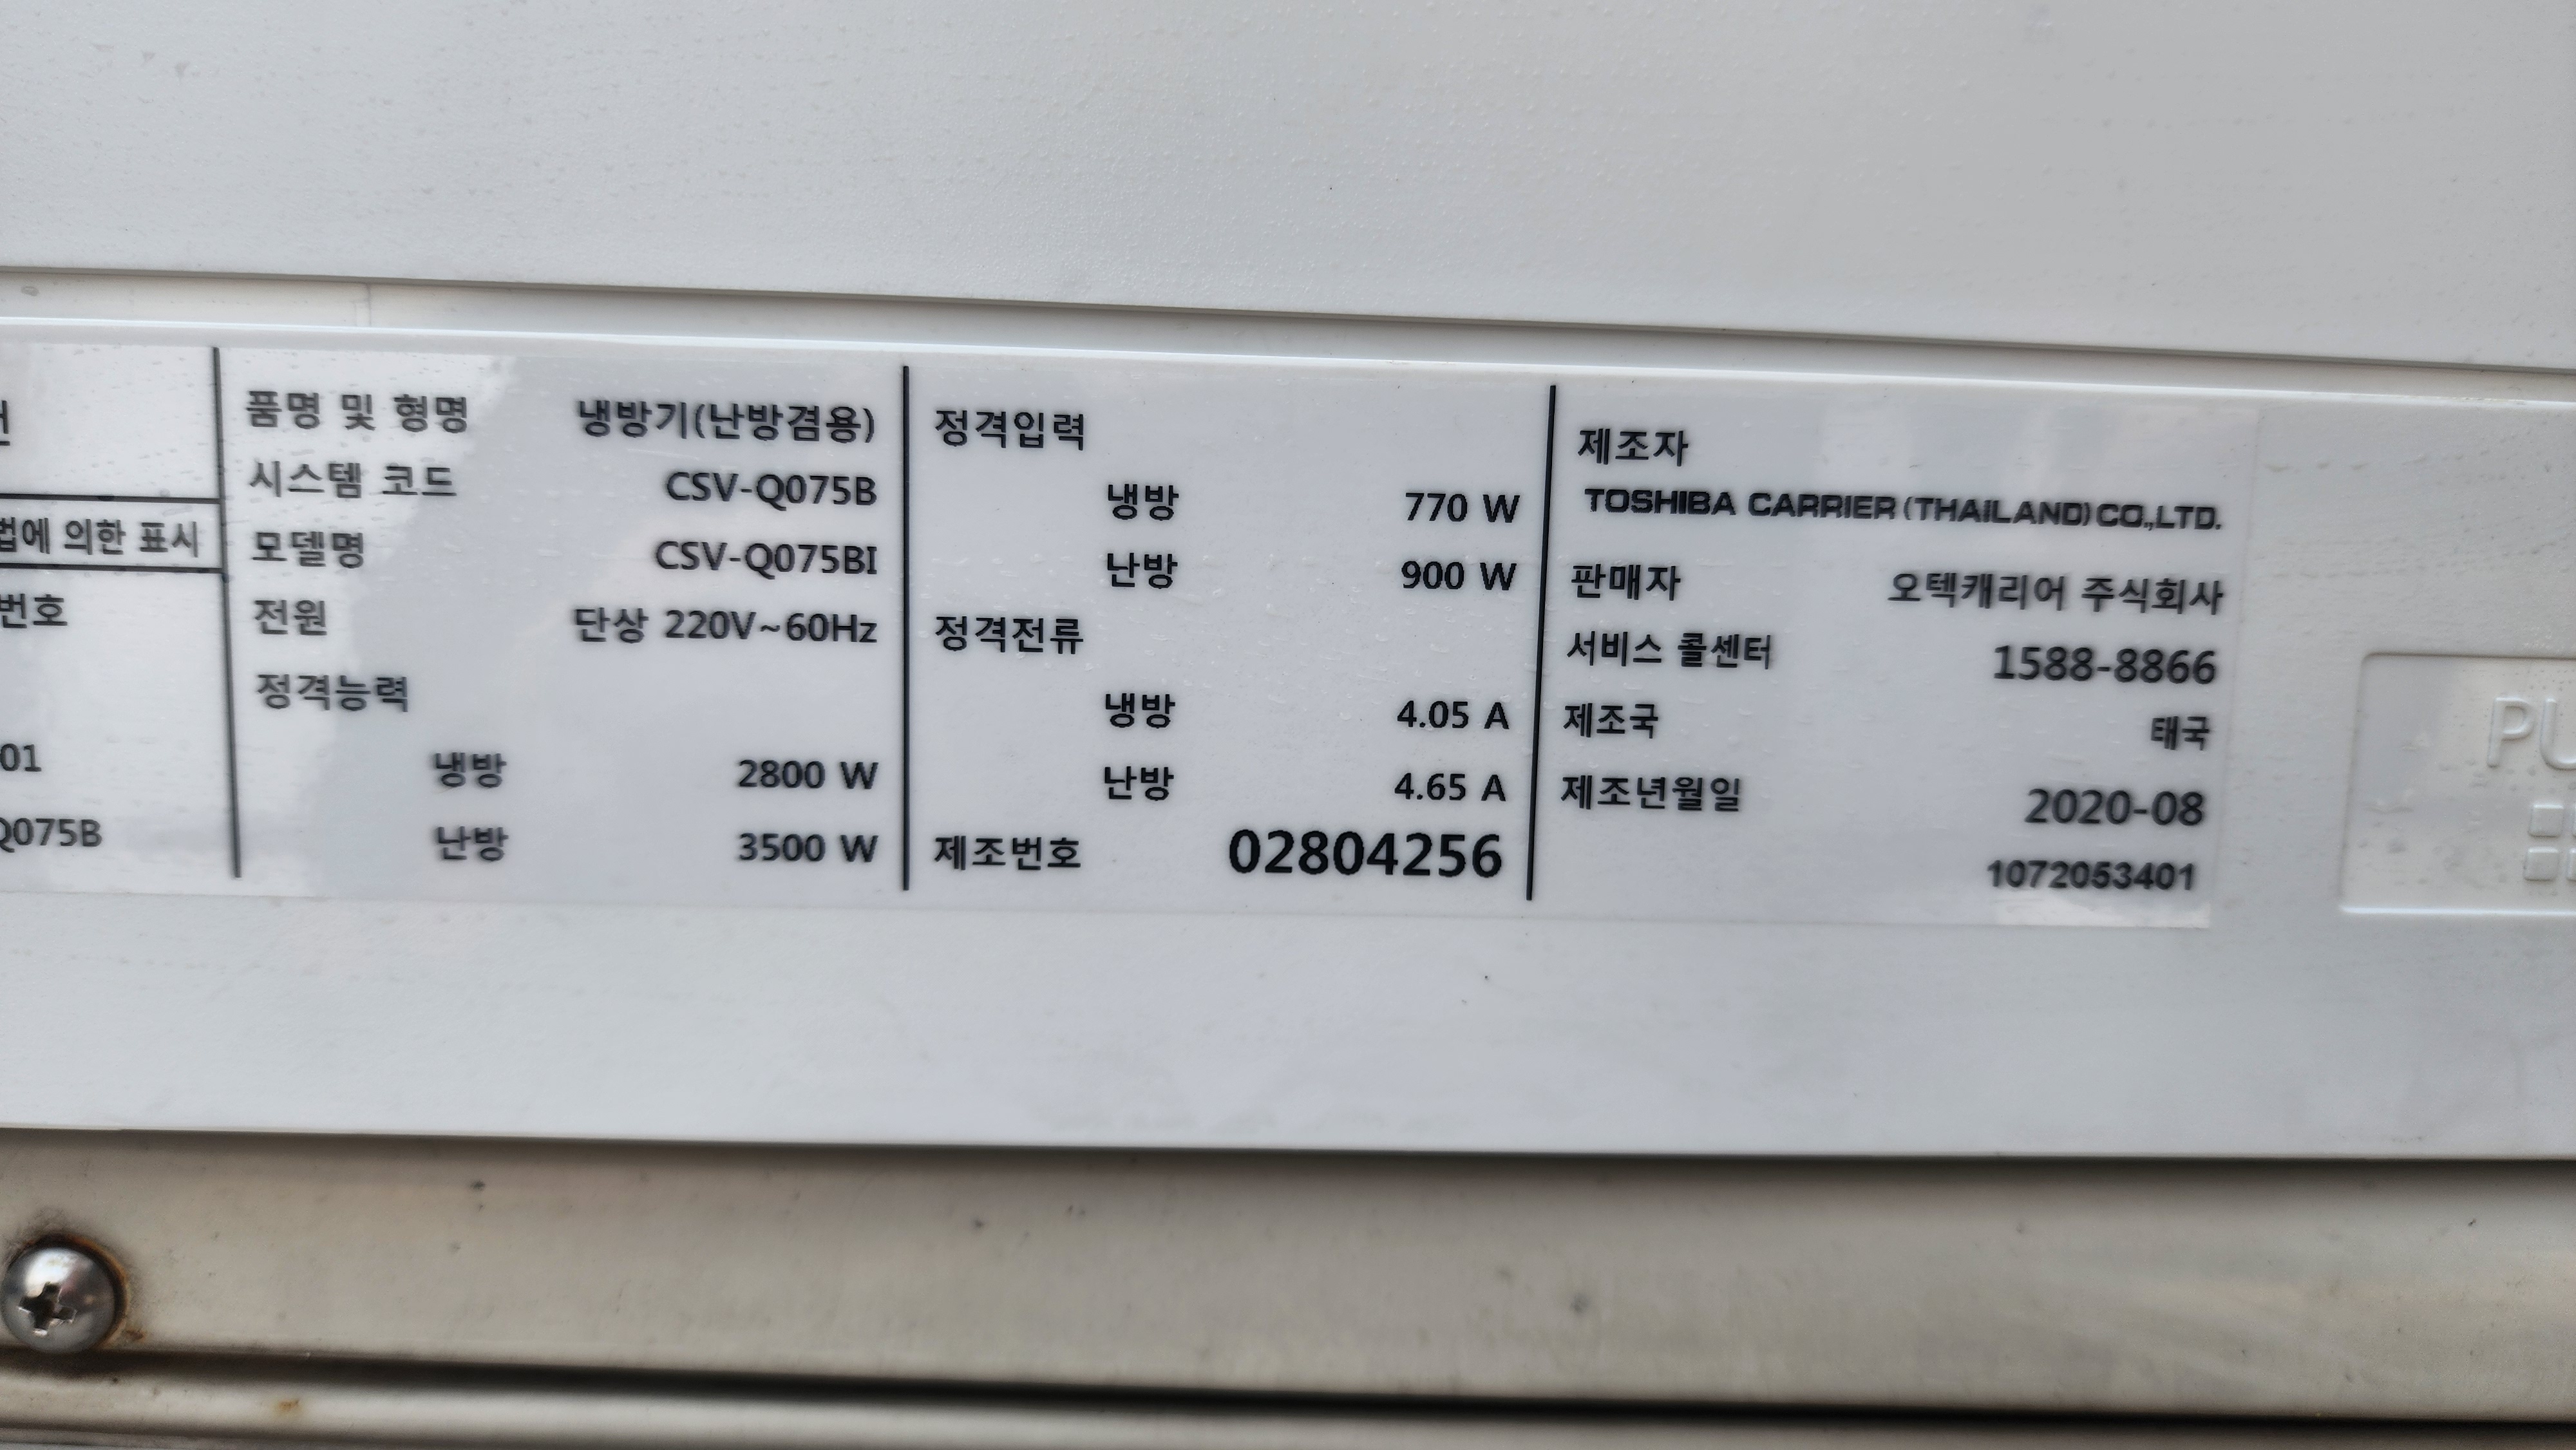 법에 의한 표시
번호
01
Q075B
품명 및 형명 냉방기(난방겸용)
시스템 코드 CSV-Q075B
모델명 CSV-Q075BI
전원 단상 220V~60Hz
정격능력
냉방 2800 W
난방 3500 W
정격입력
냉방 770 W
난방 900 W
정격전류
냉방 4.05 A
난방 4.65 A
제조번호 02804256
제조자
TOSHIBA CARRIER (THAILAND) CO.,LTD.
판매자 오텍캐리어 주식회사
서비스 콜센터 1588-8866
제조국 태국
제조년월일 2020-08
1072053401